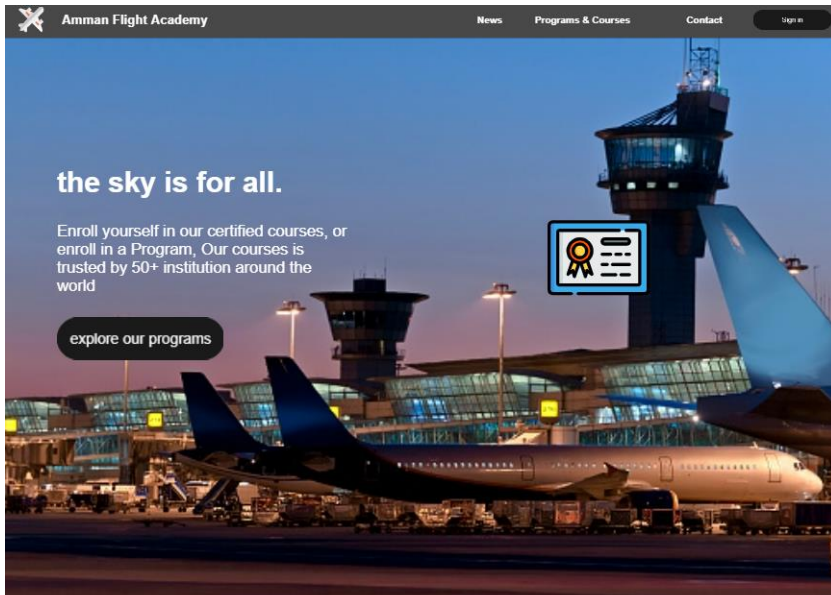 Amman Flight Academy
News
Programs & Courses
Contact
Sign in
the sky is for all.
Enroll yourself in our certified courses, or
enroll in a Program, Our courses is
trusted by 50+ institution around the
world
explore our programs